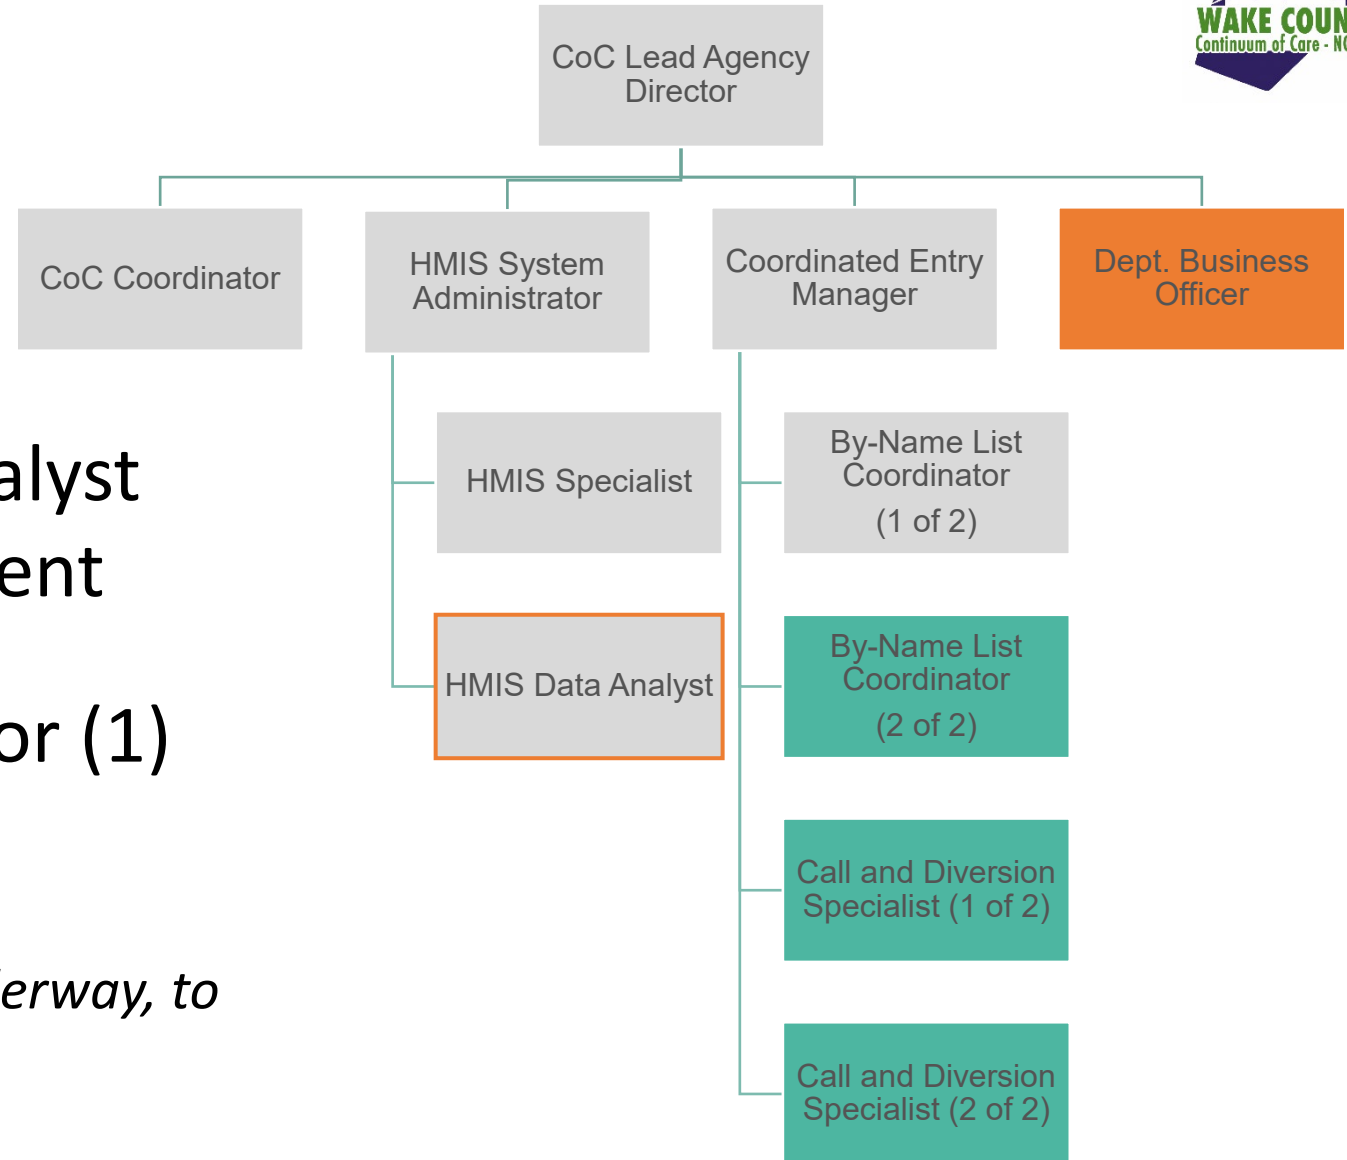 WAKE COUN
Continuum of Care - NC
CoC Lead Agency
Director
CoC Coordinator
HMIS System
Administrator
Coordinated Entry
Manager
Dept. Business
Officer
HMIS Specialist
HMIS Data Analyst
By-Name List
Coordinator
(1 of 2)
By-Name List
Coordinator
(2 of 2)
Call and Diversion
Specialist (1 of 2)
Call and Diversion
Specialist (2 of 2)
alyst
ent
or (1)
erway, to